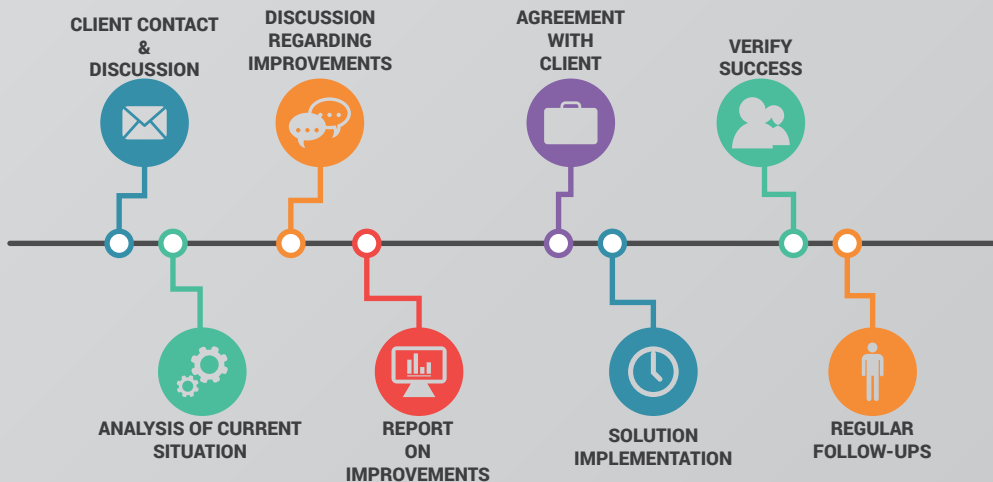 CLIENT CONTACT
&
DISCUSSION
DISCUSSION
REGARDING
IMPROVEMENTS
AGREEMENT
WITH
CLIENT
VERIFY
SUCCESS
ANALYSIS OF CURRENT
SITUATION
REPORT
ON
IMPROVEMENTS
SOLUTION
IMPLEMENTATION
REGULAR
FOLLOW-UPS